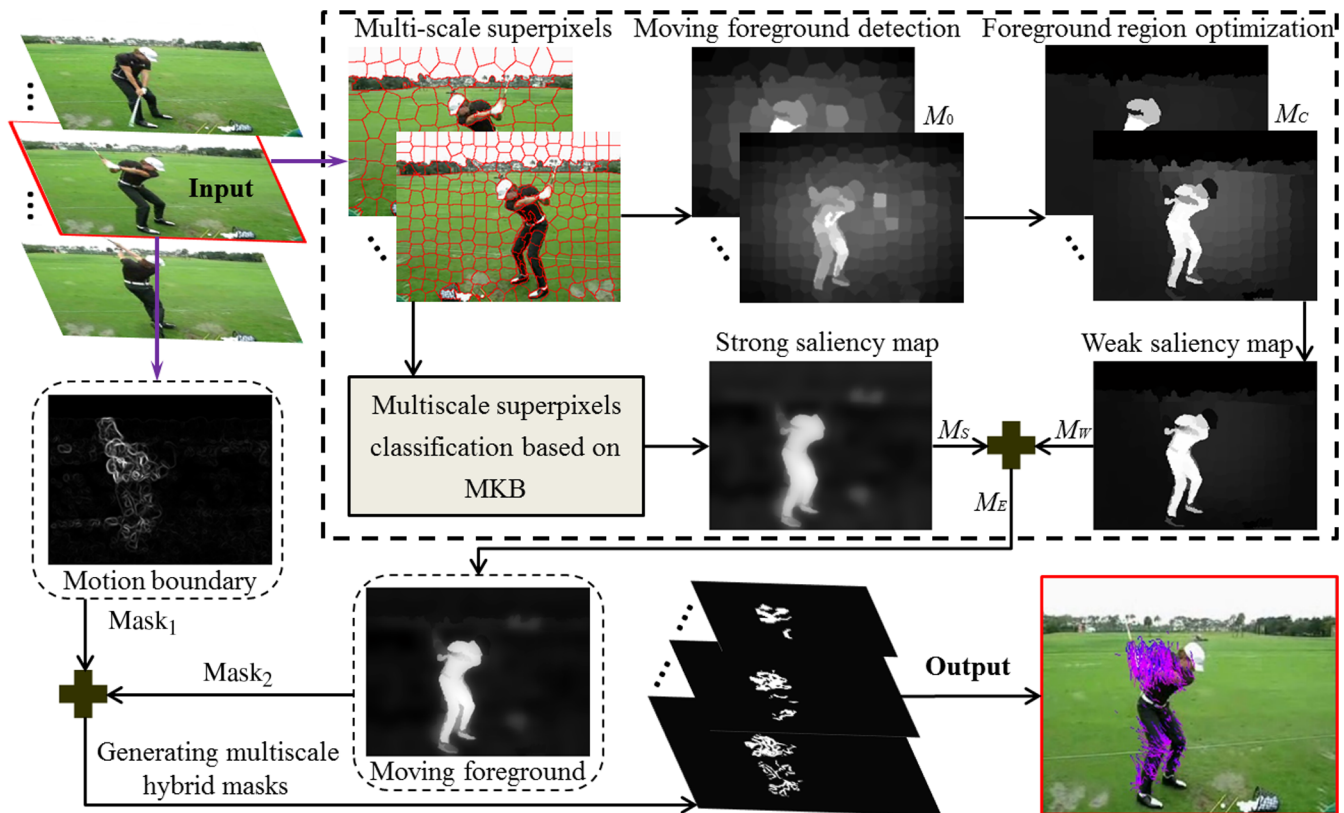 Multi-scale superpixels
Moving foreground detection
Foreground region optimization
M0
MC
Input
Strong saliency map
Weak saliency map
Multiscale superpixels
classification based on
MKB
MS
MW
ME
Motion boundary
Mask1
Mask2
Output
Generating multiscale
hybrid masks
Moving foreground